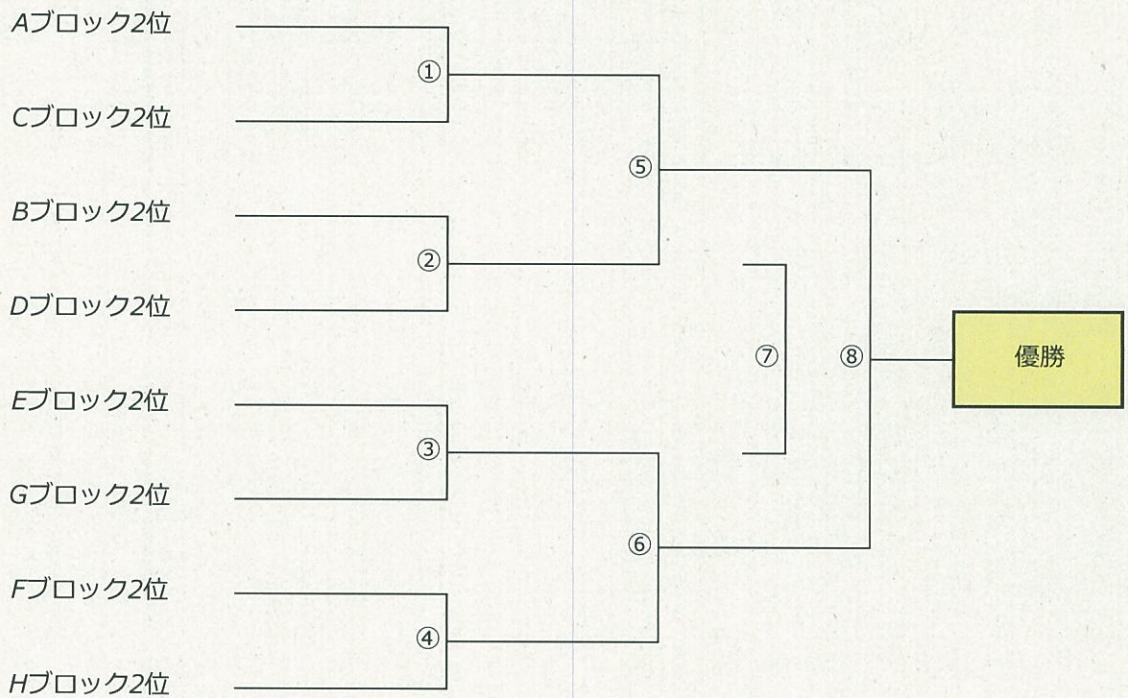 Aブロック2位
①
Cブロック2位
⑤
Bブロック2位
②
Dブロック2位
⑦
⑧
優勝
Eブロック2位
③
Gブロック2位
⑥
Fブロック2位
④
Hブロック2位